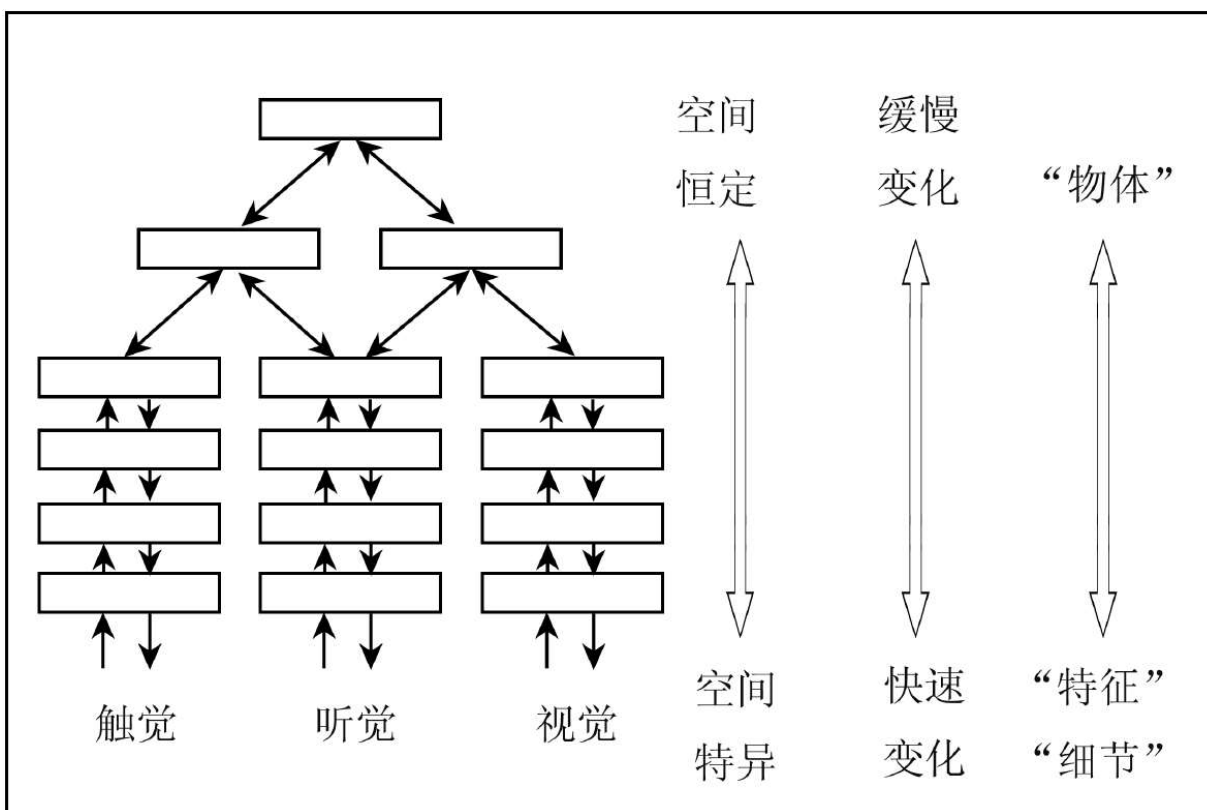 空间 缓慢
恒定 变化 “物体”
触觉 听觉 视觉
空间 快速 “特征”
特异 变化 “细节”